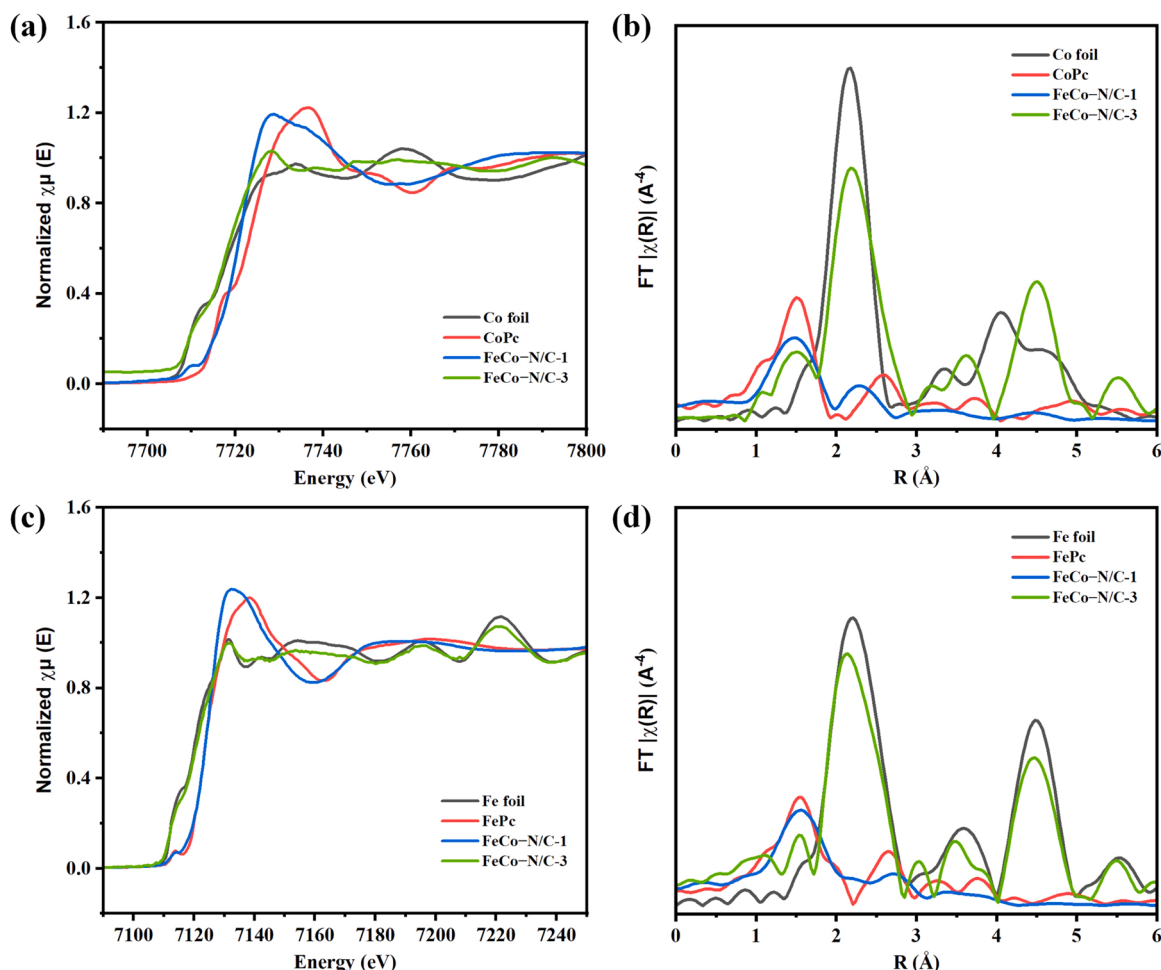 (a)
1.6
1.2
0.8
0.4
0.0
Normalized χμ (E)
Co foil
CoPc
FeCo−N/C-1
FeCo−N/C-3
7700 7720 7740 7760 7780 7800
Energy (eV)
(b)
FT |χ(R)| (A⁻⁴)
Co foil
CoPc
FeCo−N/C-1
FeCo−N/C-3
0 1 2 3 4 5 6
R (Å)
(c)
1.6
1.2
0.8
0.4
0.0
Normalized χμ (E)
Fe foil
FePc
FeCo−N/C-1
FeCo−N/C-3
7100 7120 7140 7160 7180 7200 7220 7240
Energy (eV)
(d)
FT |χ(R)| (A⁻⁴)
Fe foil
FePc
FeCo−N/C-1
FeCo−N/C-3
0 1 2 3 4 5 6
R (Å)